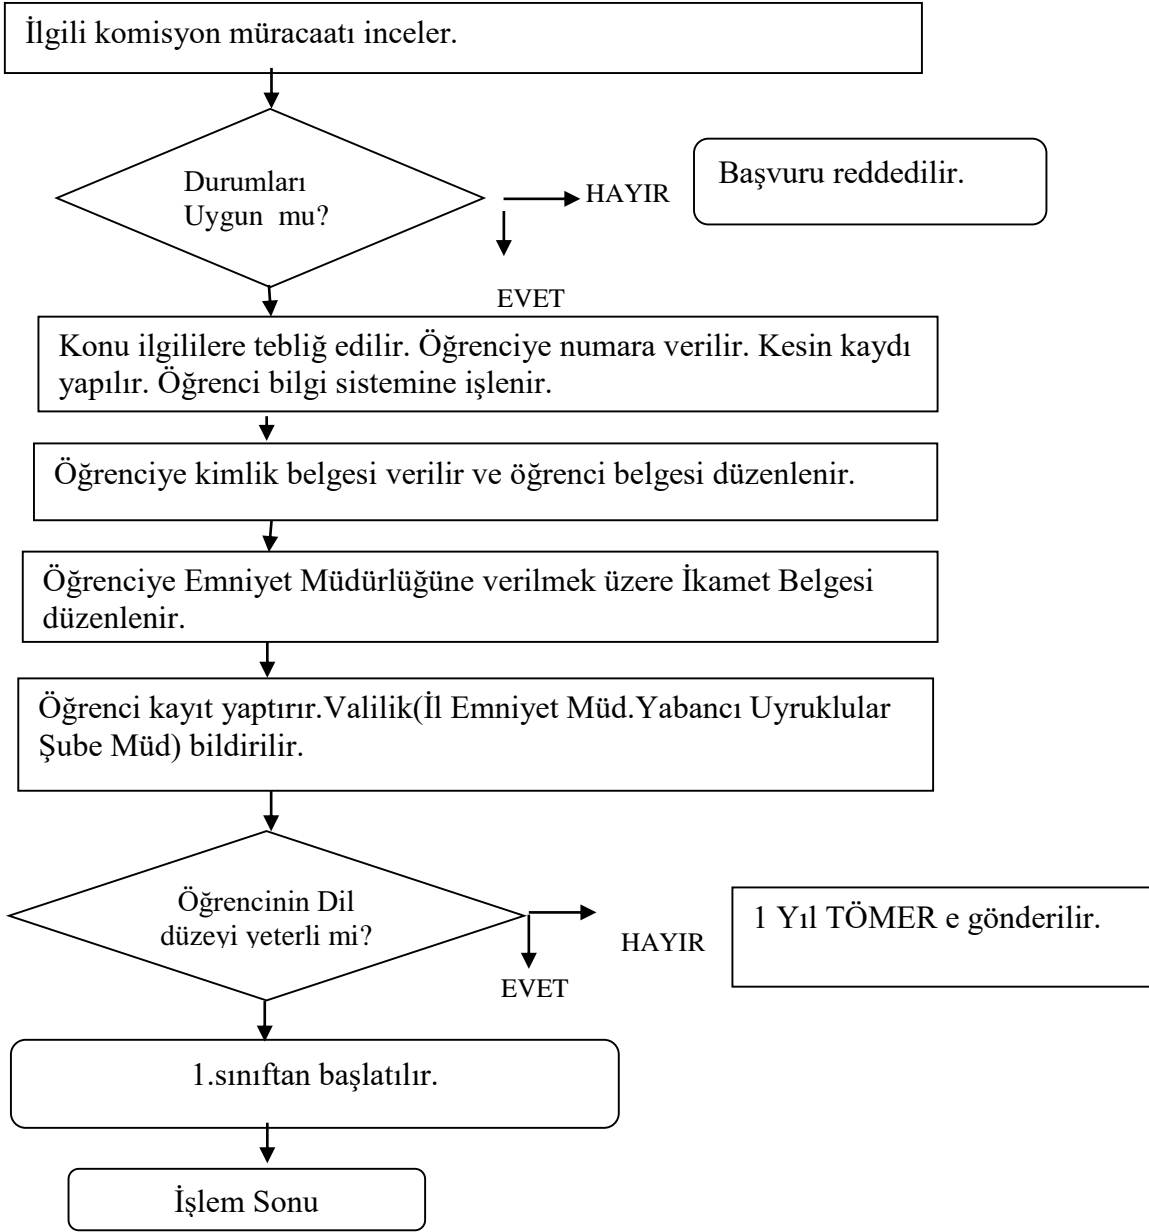 İlgili komisyon müracaatı inceler.
Durumları
Uygun mu?
HAYIR
Başvuru reddedilir.
EVET
Konu ilgililere tebliğ edilir. Öğrenciye numara verilir. Kesin kaydı
yapılır. Öğrenci bilgi sistemine işlenir.
Öğrenciye kimlik belgesi verilir ve öğrenci belgesi düzenlenir.
Öğrenciye Emniyet Müdürlüğüne verilmek üzere İkamet Belgesi
düzenlenir.
Öğrenci kayıt yaptırır.Valilik(İl Emniyet Müd.Yabancı Uyruklular
Şube Müd) bildirilir.
Öğrencinin Dil
düzeyi yeterli mi?
HAYIR
1 Yıl TÖMER e gönderilir.
EVET
1.sınıftan başlatılır.
İşlem Sonu